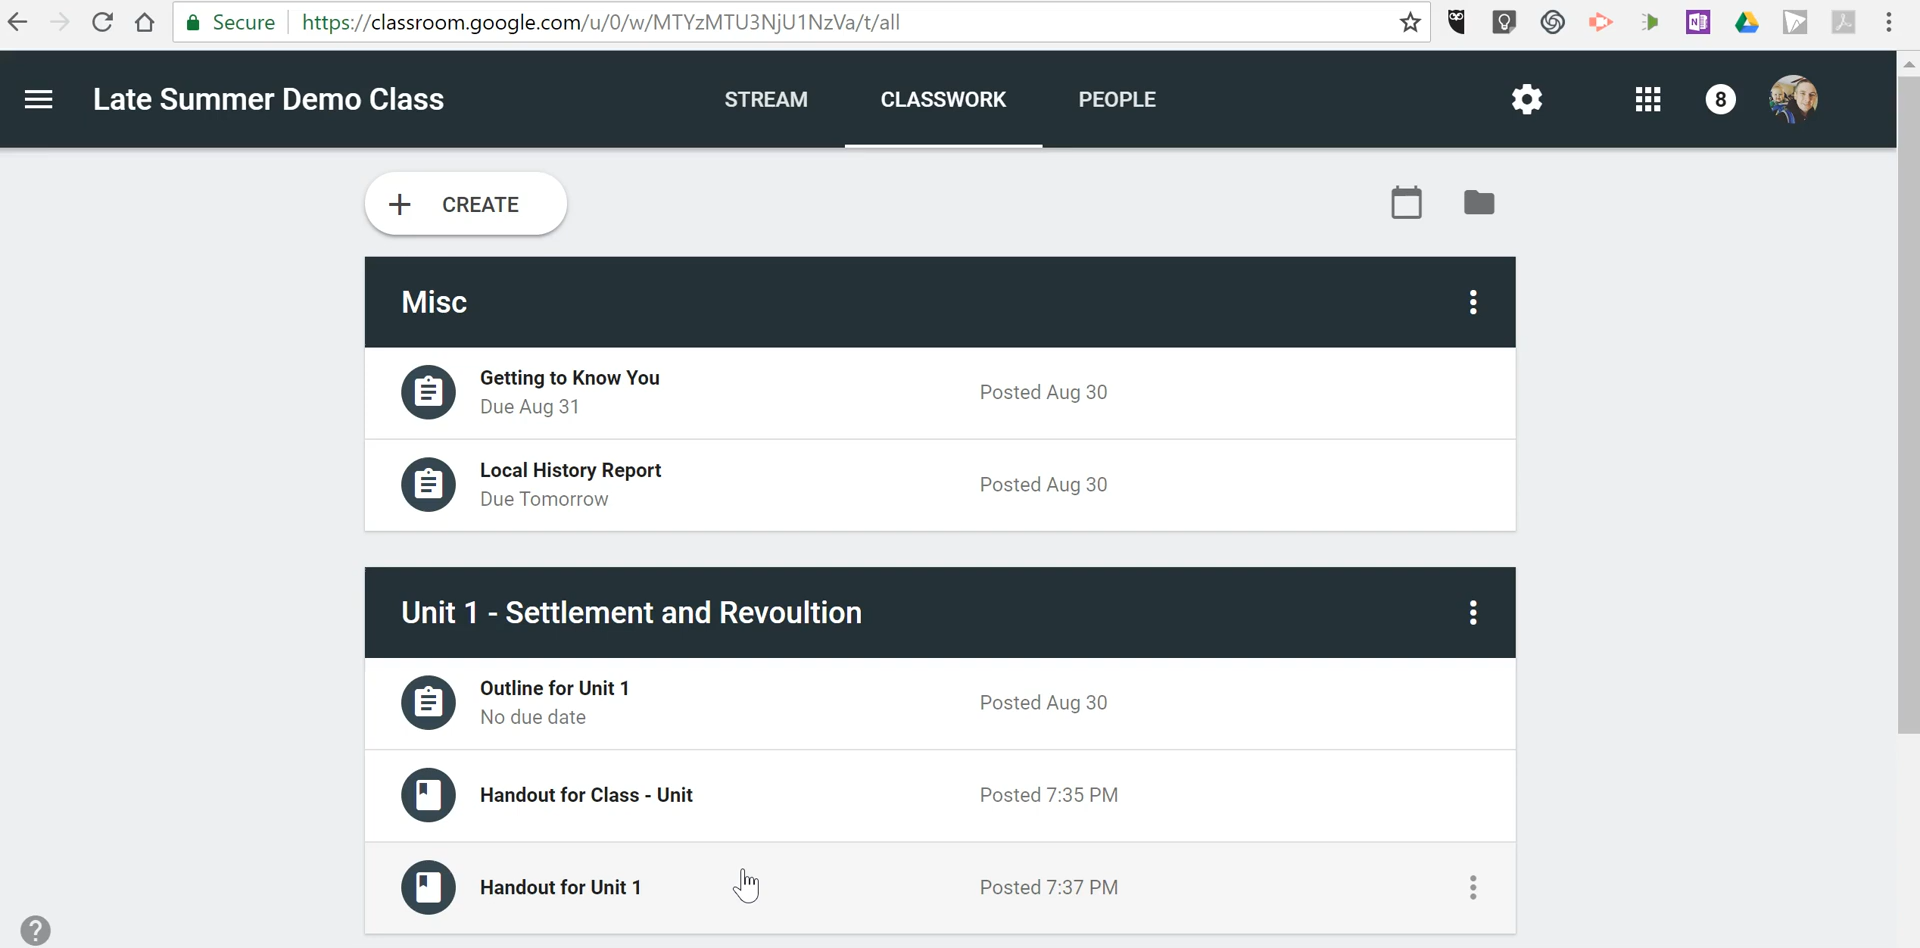 Secure https://classroom.google.com/u/0/w/MTYzMTU3NjU1NzVa/t/all
Late Summer Demo Class STREAM CLASSWORK PEOPLE 8
+ CREATE
Misc
Getting to Know You
Due Aug 31
Posted Aug 30
Local History Report
Due Tomorrow
Posted Aug 30
Unit 1 - Settlement and Revoultion
Outline for Unit 1
No due date
Posted Aug 30
Handout for Class - Unit Posted 7:35 PM
Handout for Unit 1 Posted 7:37 PM
?